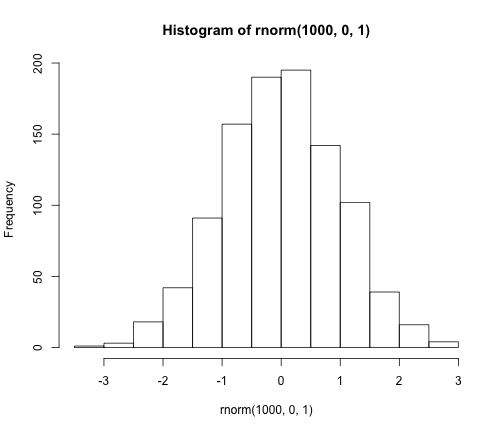 Histogram of rnorm(1000, 0, 1)
Frequency
200
150
100
50
0
-3 -2 -1 0 1 2 3
rnorm(1000, 0, 1)